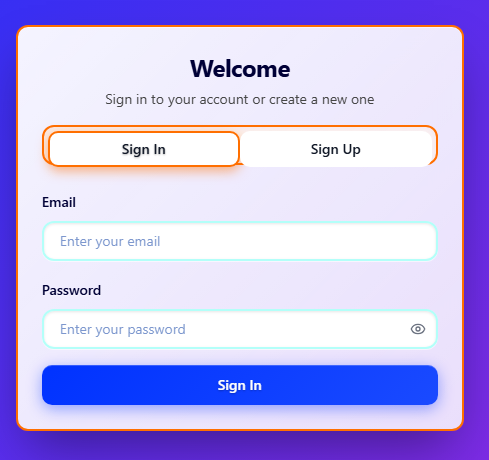 Welcome
Sign in to your account or create a new one
Sign In
Sign Up
Email
Enter your email
Password
Enter your password
Sign In